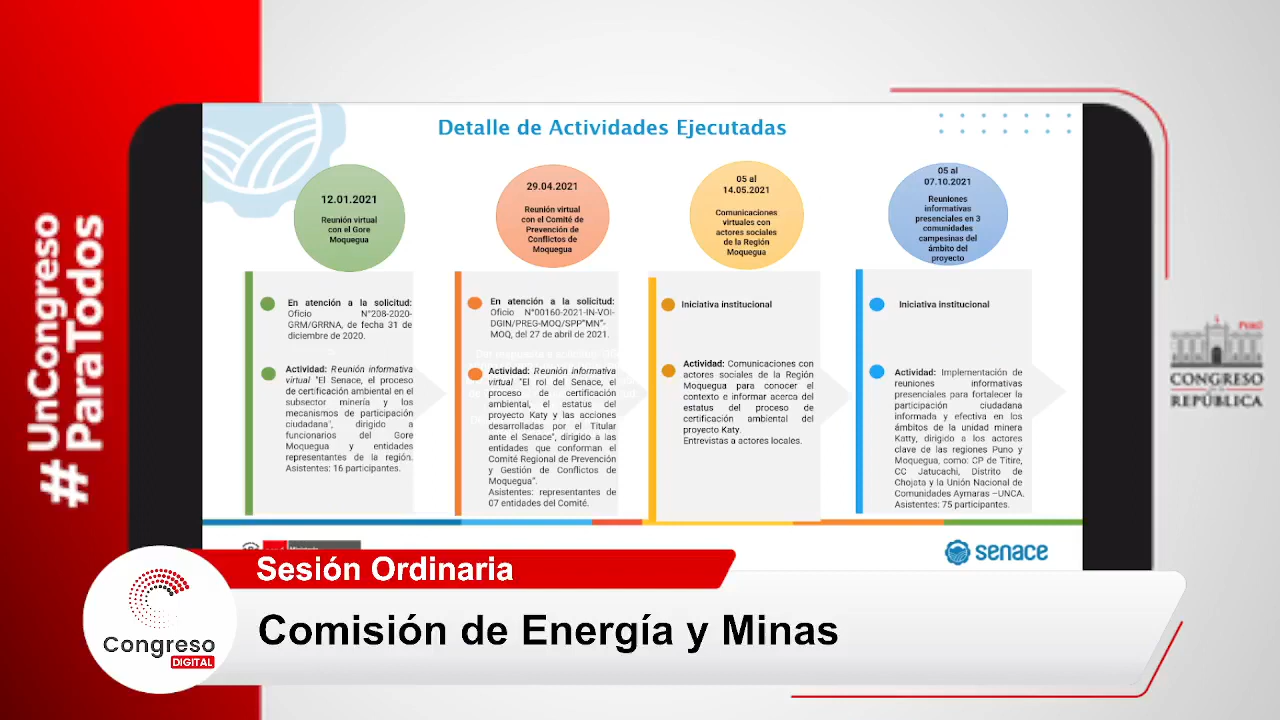 #UnCongreso
ParaTodos
Detalle de Actividades Ejecutadas
12.01.2021
Reunión virtual
con el Gore
Moquegua
En atención a la solicitud:
Oficio N°208-2020-
GRM/GRRNA, de fecha 31 de
diciembre de 2020.
Actividad: Reunión informativa
virtual "El Senace, el proceso
de certificación ambiental en el
subsector minería y los
mecanismos de participación
ciudadana", dirigido a
funcionarios del Gore
Moquegua y entidades
representantes de la región.
Asistentes: 16 participantes.
29.04.2021
Reunión virtual
con el Comité de
Prevención de
Conflictos de
Moquegua
En atención a la solicitud:
Oficio N°00160-2021-IN-VOI-
DGIN/PREG-MOQ/SPP"MN"-
MOQ, del 27 de abril de 2021.
Actividad: Reunión informativa
virtual "El rol del Senace, el
proceso de certificación
ambiental, el estatus del
proyecto Katy y las acciones
desarrolladas por el Titular
ante el Senace", dirigido a las
entidades que conforman el
Comité Regional de Prevención
y Gestión de Conflictos de
Moquegua".
Asistentes: representantes de
07 entidades del Comité.
05 al
14.05.2021
Comunicaciones
virtuales con
actores sociales
de la Región
Moquegua
Iniciativa institucional
Actividad: Comunicaciones con
actores sociales de la Región
Moquegua para conocer el
contexto e informar acerca del
estatus del proceso de
certificación ambiental del
proyecto Katy.
Entrevistas a actores locales.
05 al
07.10.2021
Reuniones
informativas
presenciales en 3
comunidades
campesinas del
ámbito del
proyecto
Iniciativa institucional
Actividad: Implementación de
reuniones informativas
presenciales para fortalecer la
participación ciudadana
informada y efectiva en los
ámbitos de la unidad minera
Katty, dirigido a los actores
clave de las regiones Puno y
Moquegua, como: CP de Titire,
CC Jatucachi, Distrito de
Chojata y la Unión Nacional de
Comunidades Aymaras –UNCA.
Asistentes: 75 participantes.
senace
PERÚ
CONGRESO
de la
REPÚBLICA
Sesión Ordinaria
Comisión de Energía y Minas
Congreso
DIGITAL